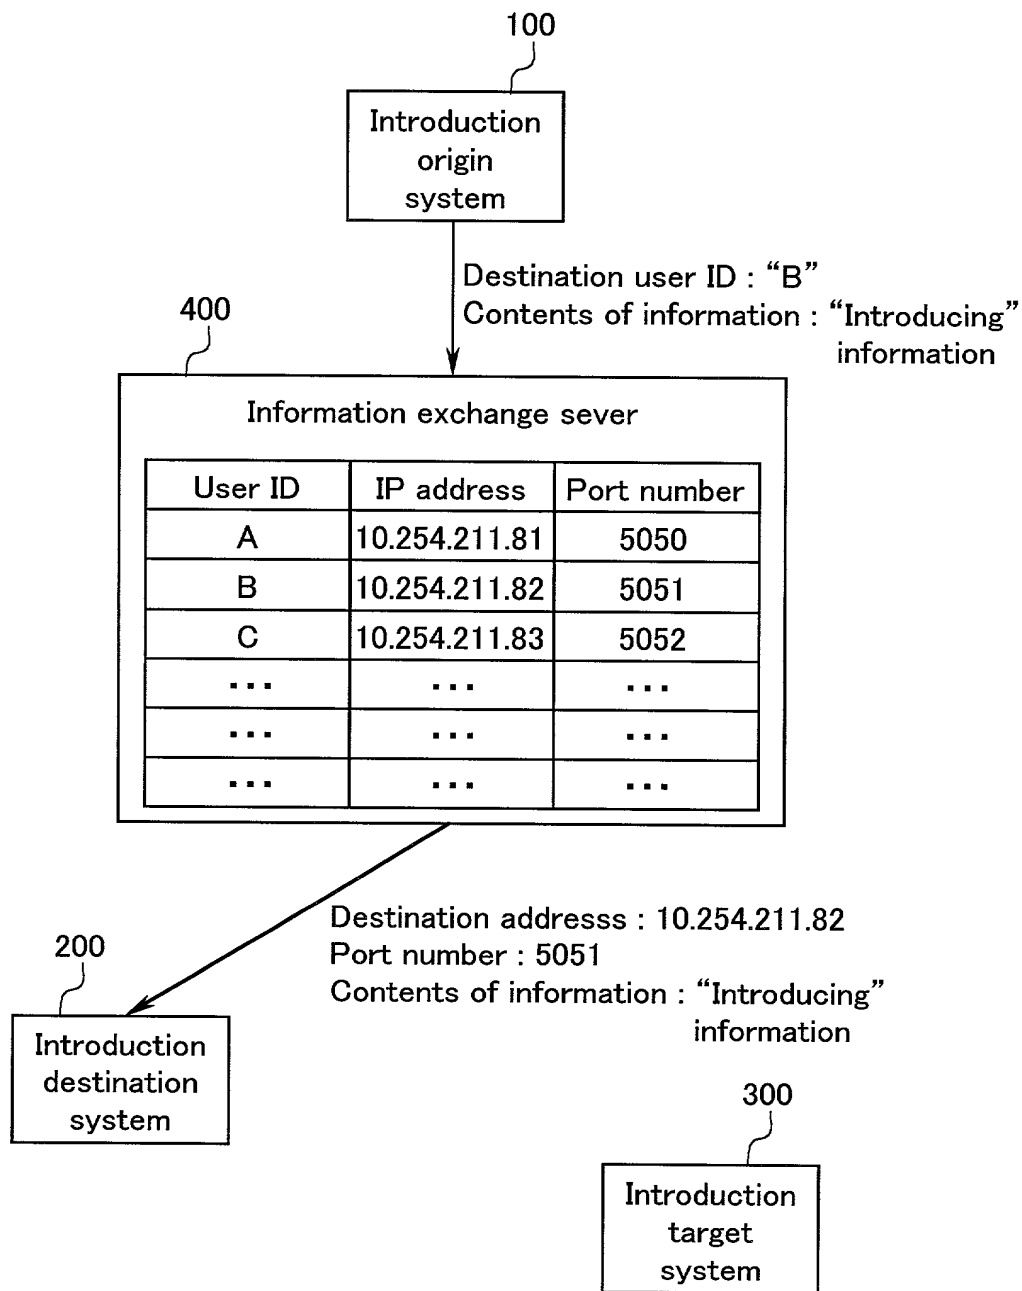 100
Introduction
origin
system
Destination user ID : “B”
Contents of information : “Introducing”
information
400
Information exchange sever
User ID IP address Port number
A 10.254.211.81 5050
B 10.254.211.82 5051
C 10.254.211.83 5052
... ... ...
... ... ...
... ... ...
Destination addresss : 10.254.211.82
Port number : 5051
Contents of information : “Introducing”
information
200
Introduction
destination
system
300
Introduction
target
system